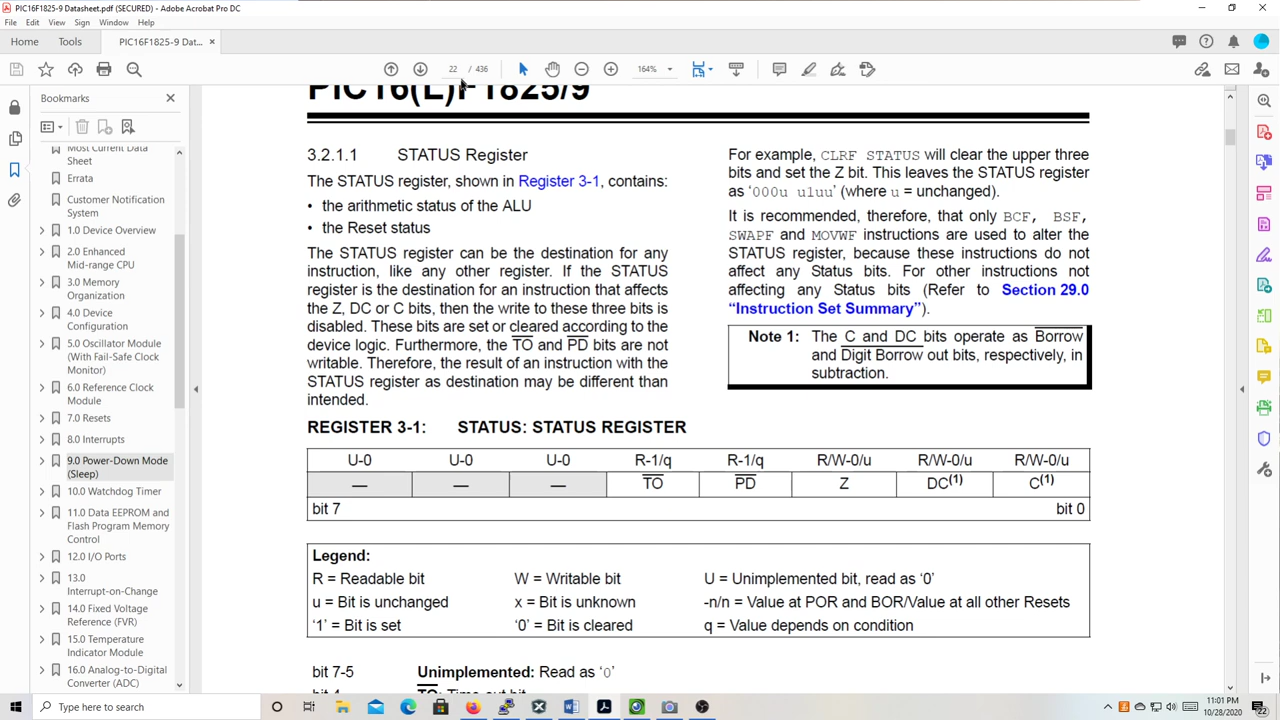 PIC16F1825-9 Datasheet.pdf (SECURED) - Adobe Acrobat Pro DC
File Edit View Sign Window Help
Home Tools PIC16F1825-9 Dat... ×
22 / 436 164%
Bookmarks
Most Current Data
Sheet
Errata
Customer Notification
System
1.0 Device Overview
2.0 Enhanced
Mid-range CPU
3.0 Memory
Organization
4.0 Device
Configuration
5.0 Oscillator Module
(With Fail-Safe Clock
Monitor)
6.0 Reference Clock
Module
7.0 Resets
8.0 Interrupts
9.0 Power-Down Mode
(Sleep)
10.0 Watchdog Timer
11.0 Data EEPROM and
Flash Program Memory
Control
12.0 I/O Ports
13.0
Interrupt-on-Change
14.0 Fixed Voltage
Reference (FVR)
15.0 Temperature
Indicator Module
16.0 Analog-to-Digital
Converter (ADC)
PIC16(L)F1825/9
3.2.1.1 STATUS Register
The STATUS register, shown in Register 3-1, contains:
• the arithmetic status of the ALU
• the Reset status
The STATUS register can be the destination for any
instruction, like any other register. If the STATUS
register is the destination for an instruction that affects
the Z, DC or C bits, then the write to these three bits is
disabled. These bits are set or cleared according to the
device logic. Furthermore, the TO and PD bits are not
writable. Therefore, the result of an instruction with the
STATUS register as destination may be different than
intended.
For example, CLRF STATUS will clear the upper three
bits and set the Z bit. This leaves the STATUS register
as ‘000u u1uu’ (where u = unchanged).
It is recommended, therefore, that only BCF, BSF,
SWAPF and MOVWF instructions are used to alter the
STATUS register, because these instructions do not
affect any Status bits. For other instructions not
affecting any Status bits (Refer to Section 29.0
“Instruction Set Summary”).
Note 1: The C and DC bits operate as Borrow
and Digit Borrow out bits, respectively, in
subtraction.
REGISTER 3-1: STATUS: STATUS REGISTER
U-0 U-0 U-0 R-1/q R-1/q R/W-0/u R/W-0/u R/W-0/u
— — — TO PD Z DC(1) C(1)
bit 7 bit 0
Legend:
R = Readable bit W = Writable bit U = Unimplemented bit, read as ‘0’
u = Bit is unchanged x = Bit is unknown -n/n = Value at POR and BOR/Value at all other Resets
‘1’ = Bit is set ‘0’ = Bit is cleared q = Value depends on condition
bit 7-5 Unimplemented: Read as ‘0’
bit 4 TO: Time-out bit
Type here to search
11:01 PM
10/28/2020
22